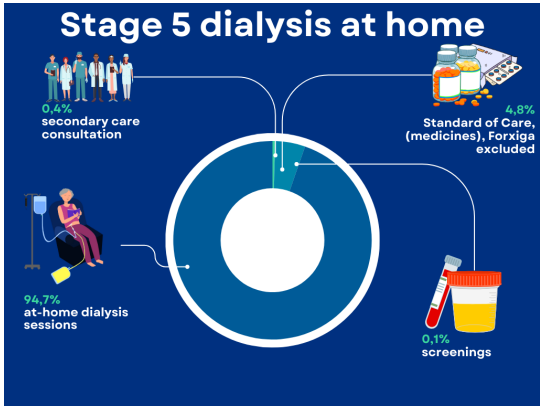 Stage 5 dialysis at home
0,4%
secondary care
consultation
4,8%
Standard of Care,
(medicines), Forxiga
excluded
94,7%
at-home dialysis
sessions
0,1%
screenings